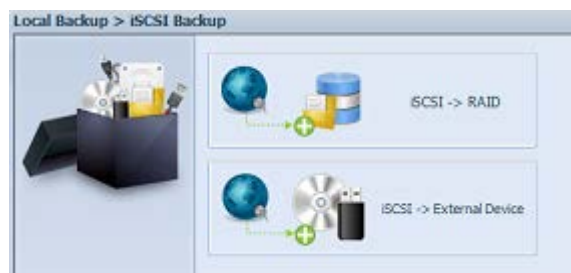 Local Backup > iSCSI Backup
iSCSI -> RAID
iSCSI -> External Device